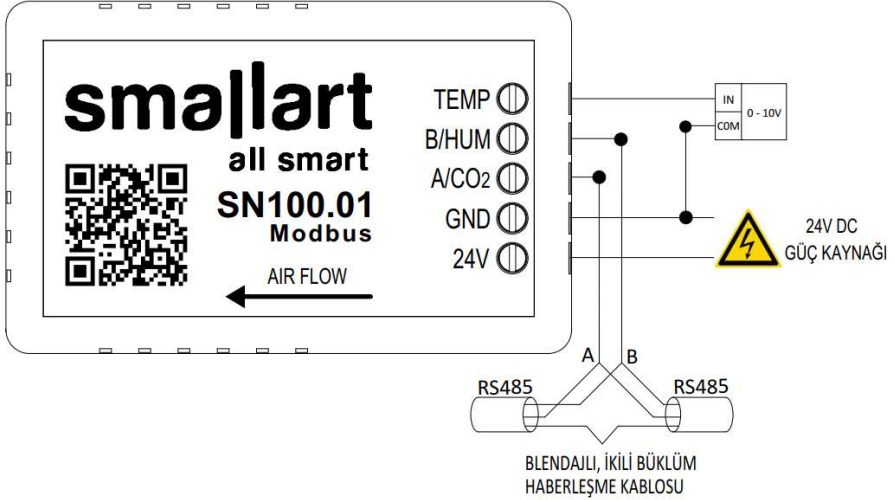 smallart
all smart
SN100.01
Modbus
AIR FLOW
TEMP
B/HUM
A/CO2
GND
24V
IN
COM
0 - 10V
24V DC
GÜÇ KAYNAĞI
A
B
RS485
RS485
BLENDAJLI, İKİLİ BÜKLÜM
HABERLEŞME KABLOSU